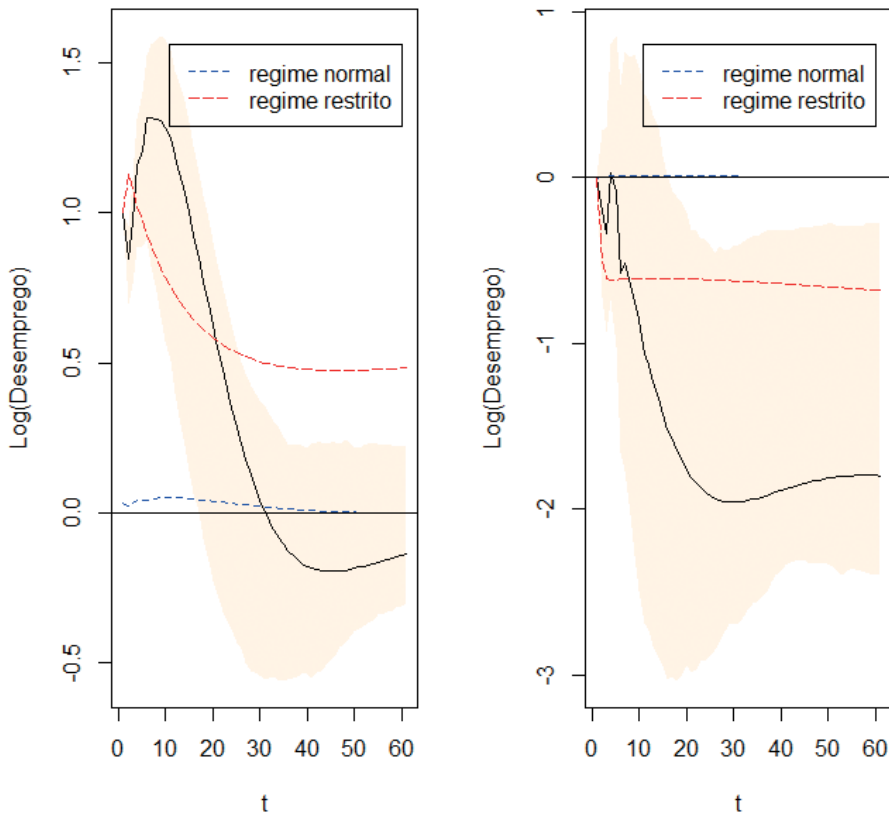 regime normal
regime restrito
Log(Desemprego)
1.5
1.0
0.5
0.0
-0.5
0 10 20 30 40 50 60
t
regime normal
regime restrito
Log(Desemprego)
1
0
-1
-2
-3
0 10 20 30 40 50 60
t